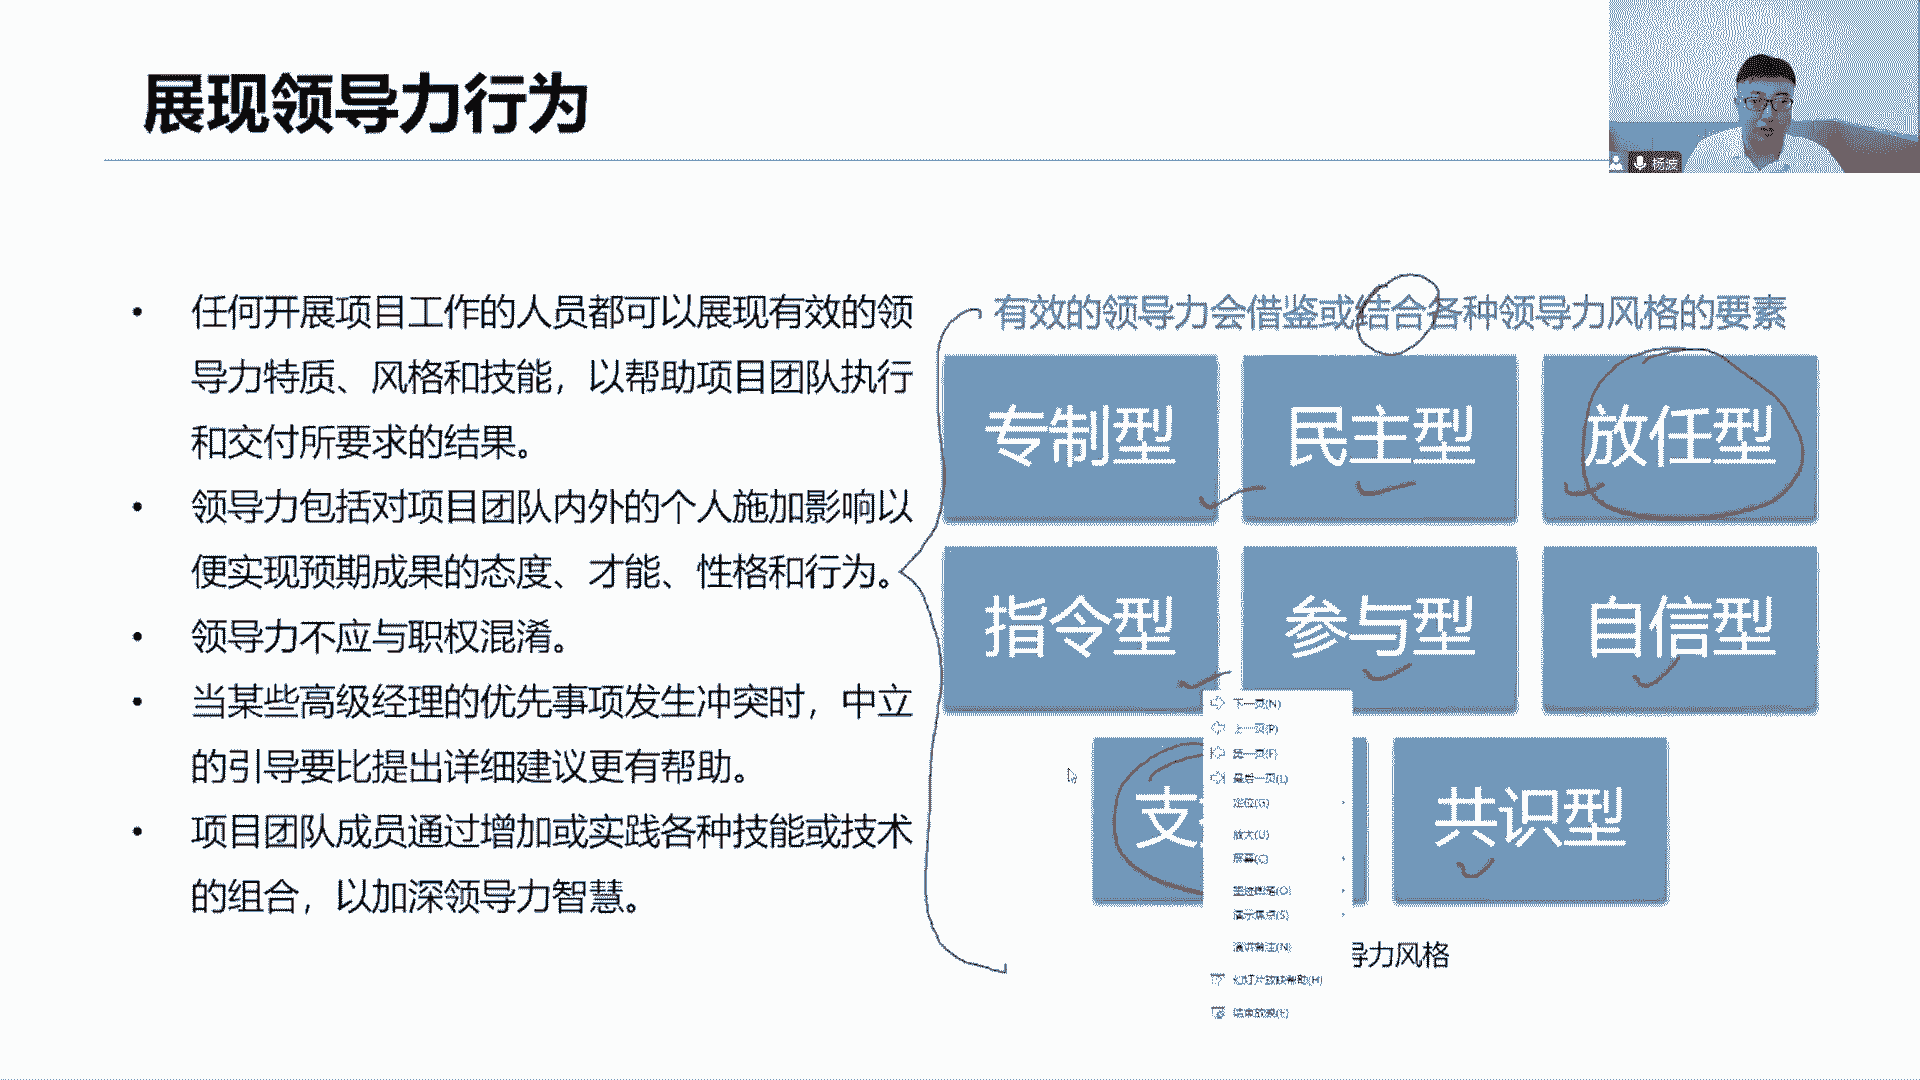 展现领导力行为
杨波
• 任何开展项目工作的人员都可以展现有效的领
导力特质、风格和技能，以帮助项目团队执行
和交付所要求的结果。
• 领导力包括对项目团队内外的个人施加影响以
便实现预期成果的态度、才能、性格和行为。
• 领导力不应与职权混淆。
• 当某些高级经理的优先事项发生冲突时，中立
的引导要比提出详细建议更有帮助。
• 项目团队成员通过增加或实践各种技能或技术
的组合，以加深领导力智慧。
有效的领导力会借鉴或结合各种领导力风格的要素
专制型
民主型
放任型
指令型
参与型
自信型
支
共识型
导力风格
下一页(N)
上一页(P)
第一页(F)
最后一页(L)
定位(G)
放大(U)
屏幕(C)
墨迹画笔(O)
演示焦点(S)
演讲备注(N)
幻灯片放映帮助(H)
结束放映(E)